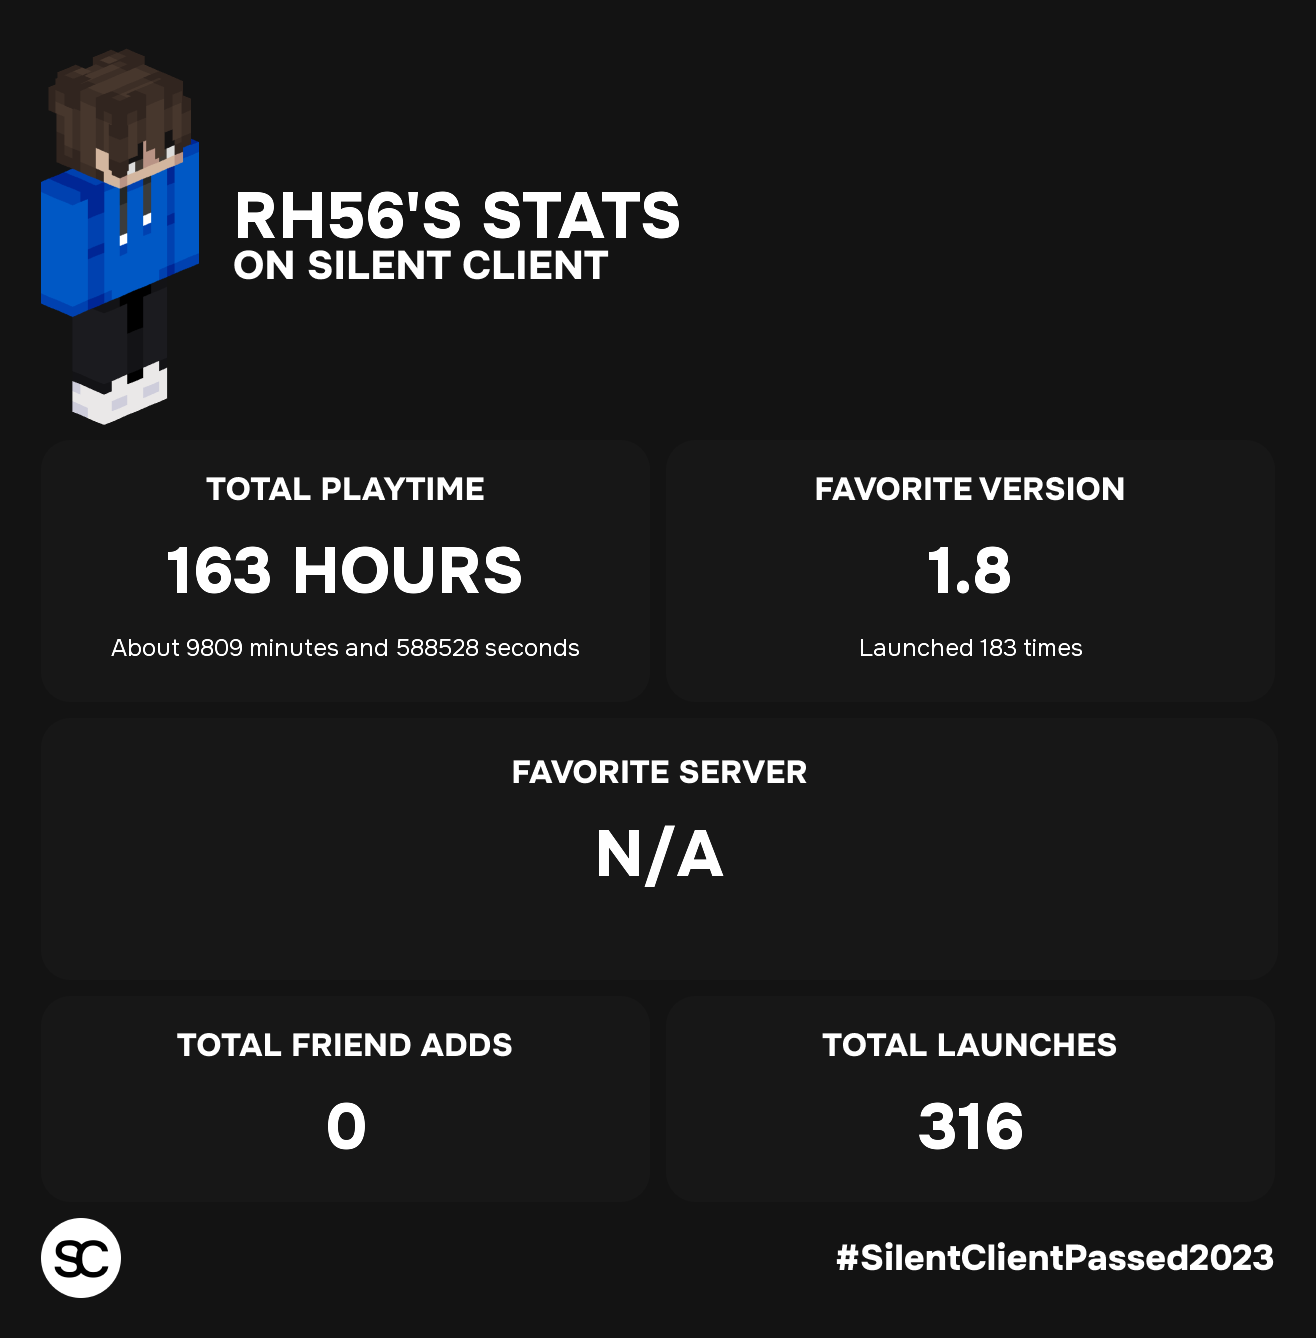 RH56'S STATS
ON SILENT CLIENT
TOTAL PLAYTIME
163 HOURS
About 9809 minutes and 588528 seconds
FAVORITE VERSION
1.8
Launched 183 times
FAVORITE SERVER
N/A
TOTAL FRIEND ADDS
0
TOTAL LAUNCHES
316
SC
#SilentClientPassed2023